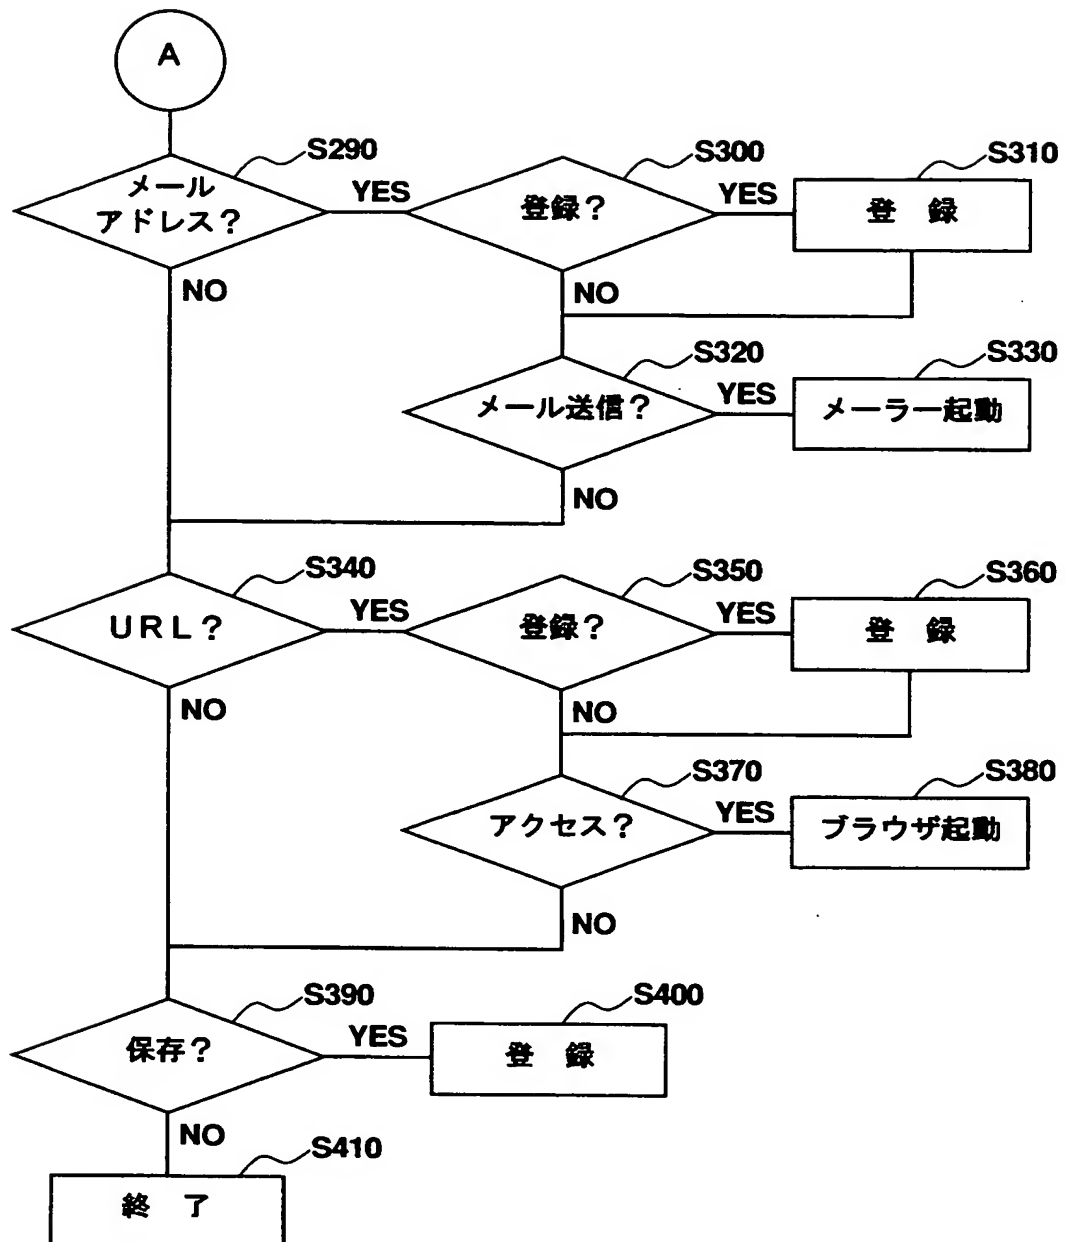 A
S290
メール
アドレス？
YES
NO
S300
登録？
YES
NO
S310
登　録
S320
メール送信？
YES
NO
S330
メーラー起動
S340
ＵＲＬ？
YES
NO
S350
登録？
YES
NO
S360
登　録
S370
アクセス？
YES
NO
S380
ブラウザ起動
S390
保存？
YES
NO
S400
登　録
S410
終　了